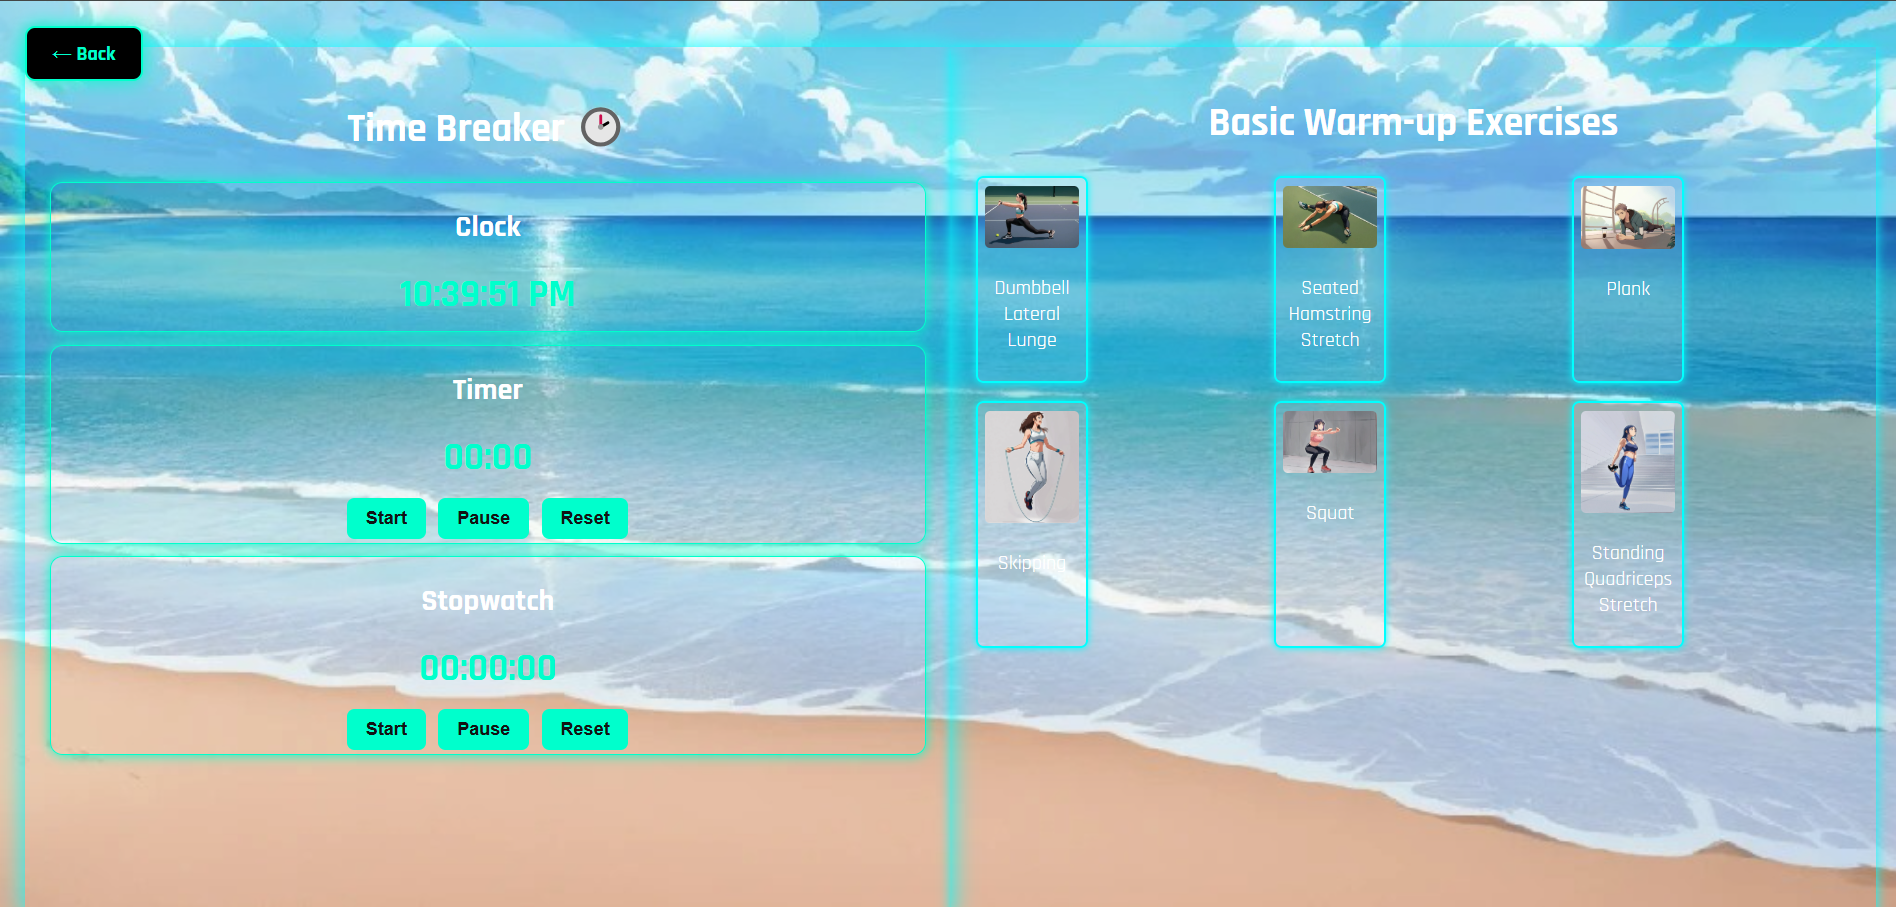 ← Back
Time Breaker
Clock
10:39:51 PM
Timer
00:00
Start Pause Reset
Stopwatch
00:00:00
Start Pause Reset
Basic Warm-up Exercises
Dumbbell
Lateral
Lunge
Seated
Hamstring
Stretch
Plank
Skipping
Squat
Standing
Quadriceps
Stretch